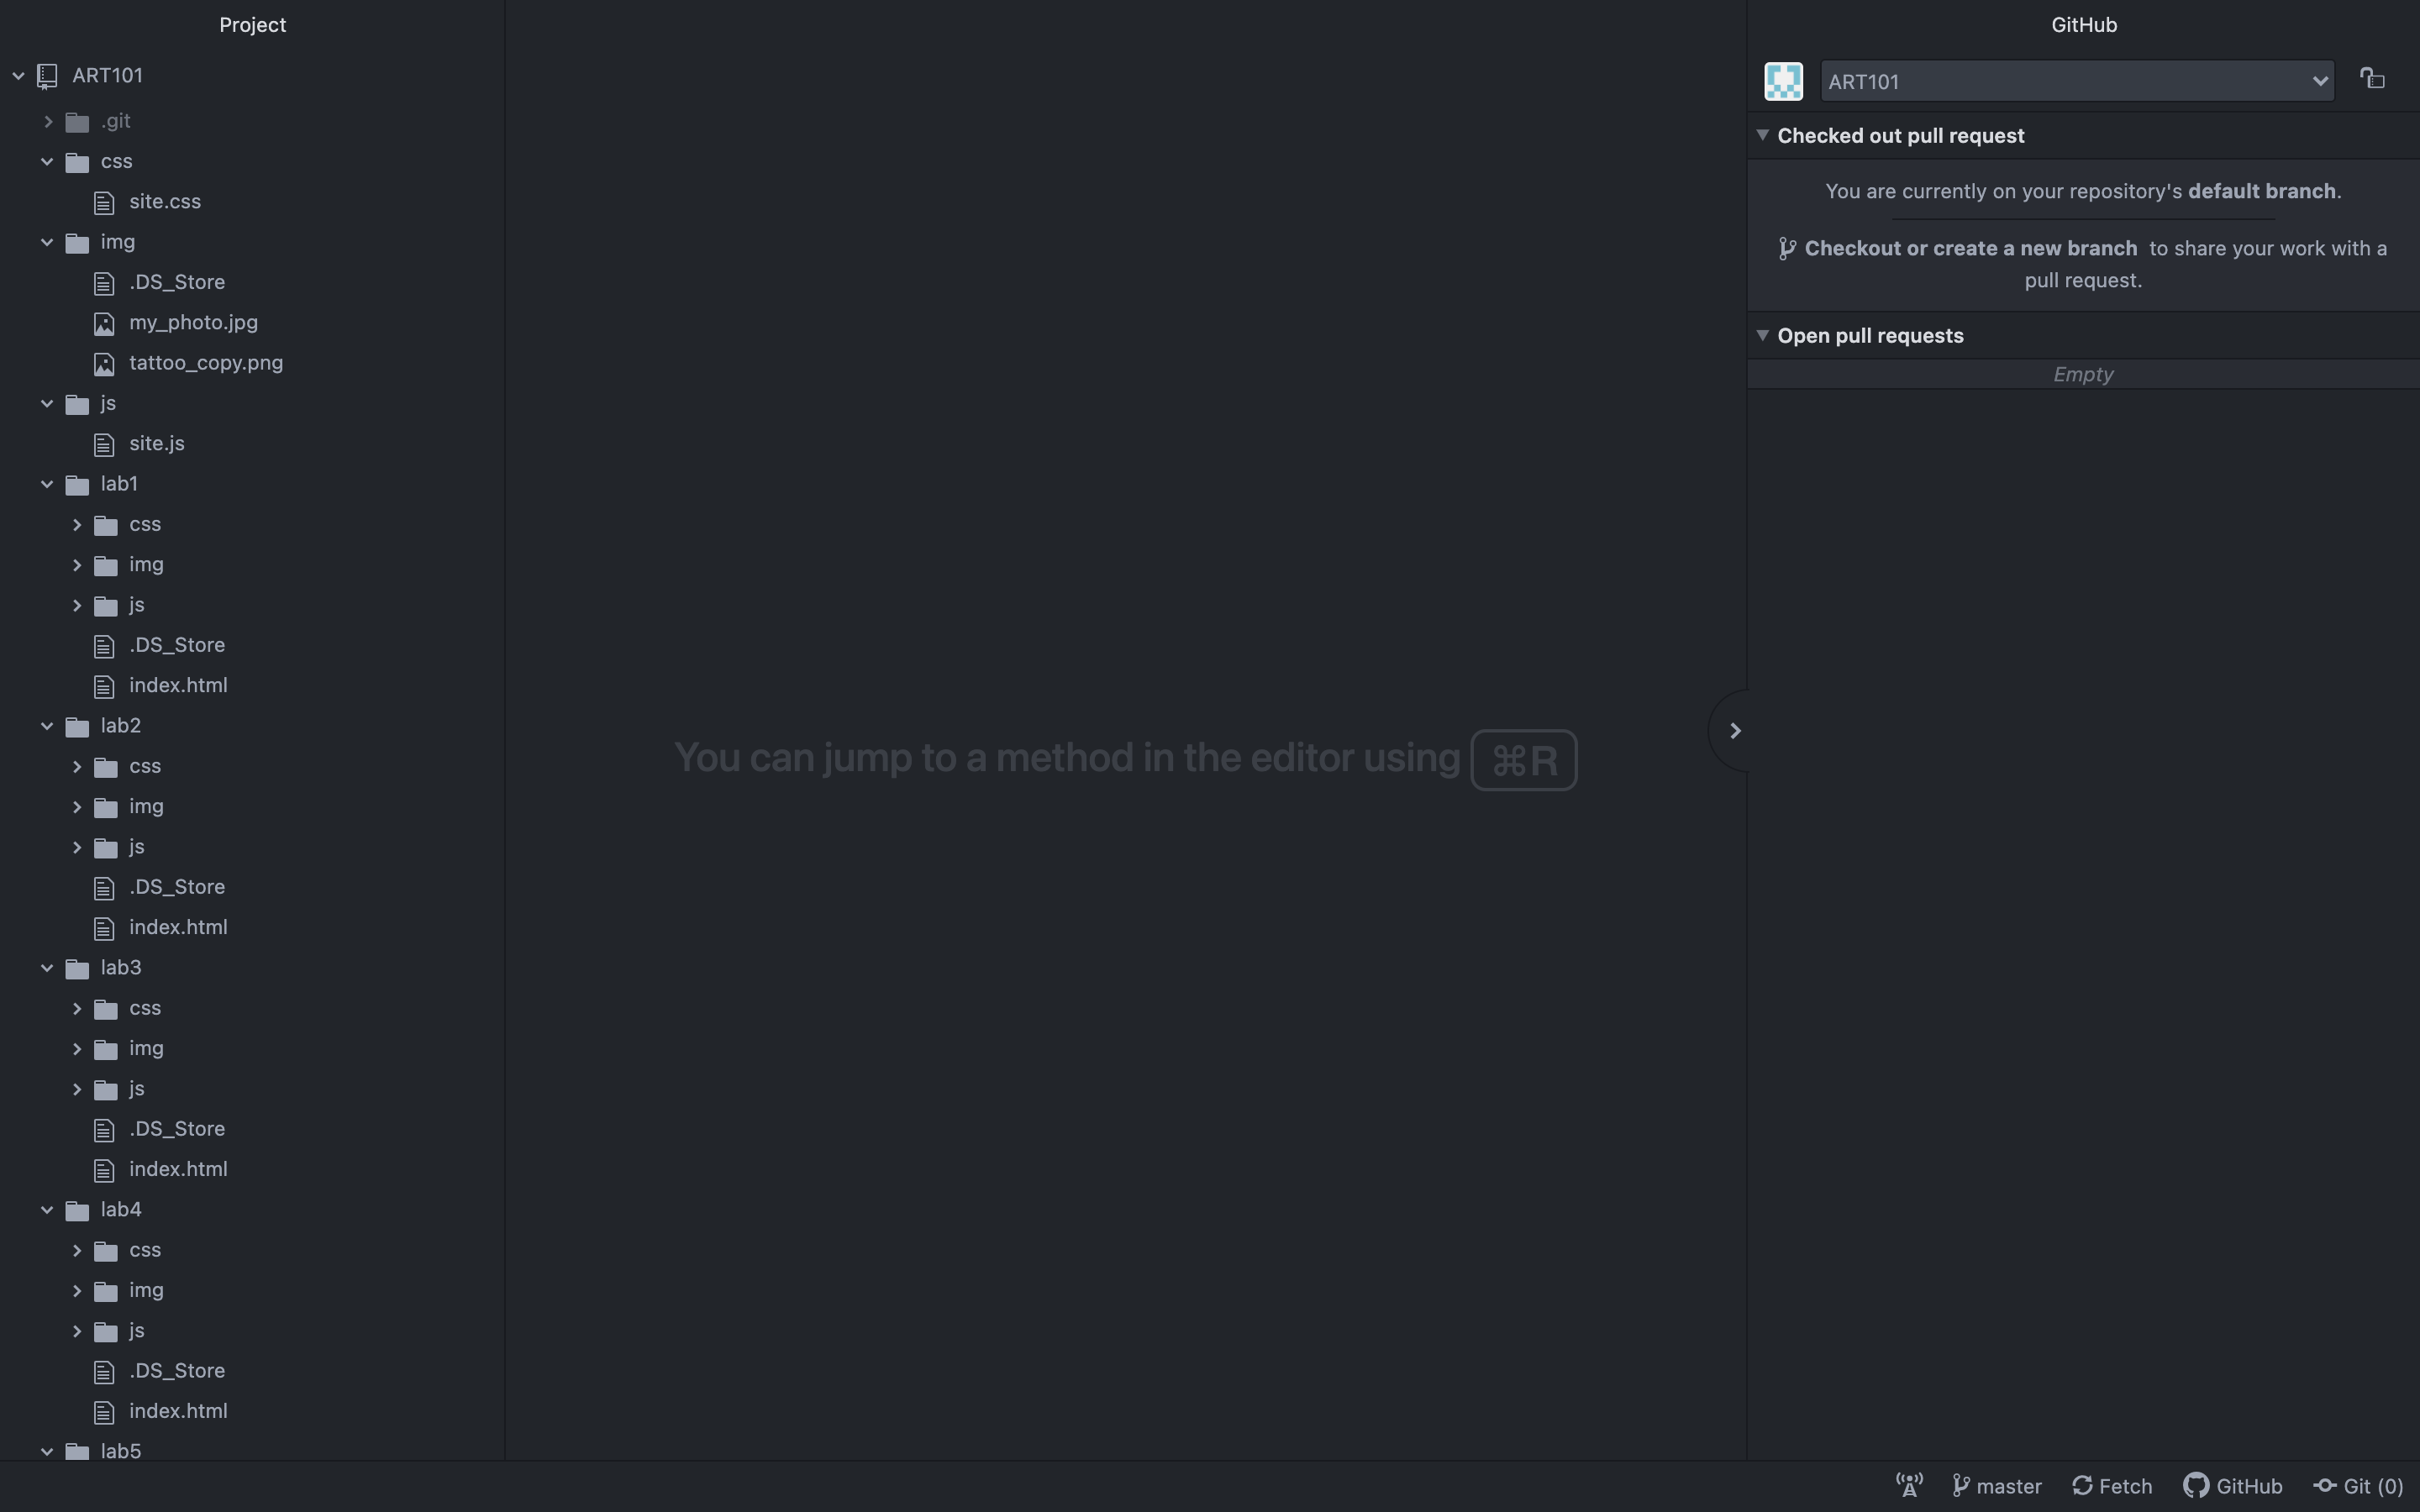 Project
ART101
.git
css
site.css
img
.DS_Store
my_photo.jpg
tattoo_copy.png
js
site.js
lab1
css
img
js
.DS_Store
index.html
lab2
css
img
js
.DS_Store
index.html
lab3
css
img
js
.DS_Store
index.html
lab4
css
img
js
.DS_Store
index.html
lab5
You can jump to a method in the editor using ⌘R
GitHub
ART101
Checked out pull request
You are currently on your repository's default branch.
Checkout or create a new branch to share your work with a
pull request.
Open pull requests
Empty
master Fetch GitHub Git (0)